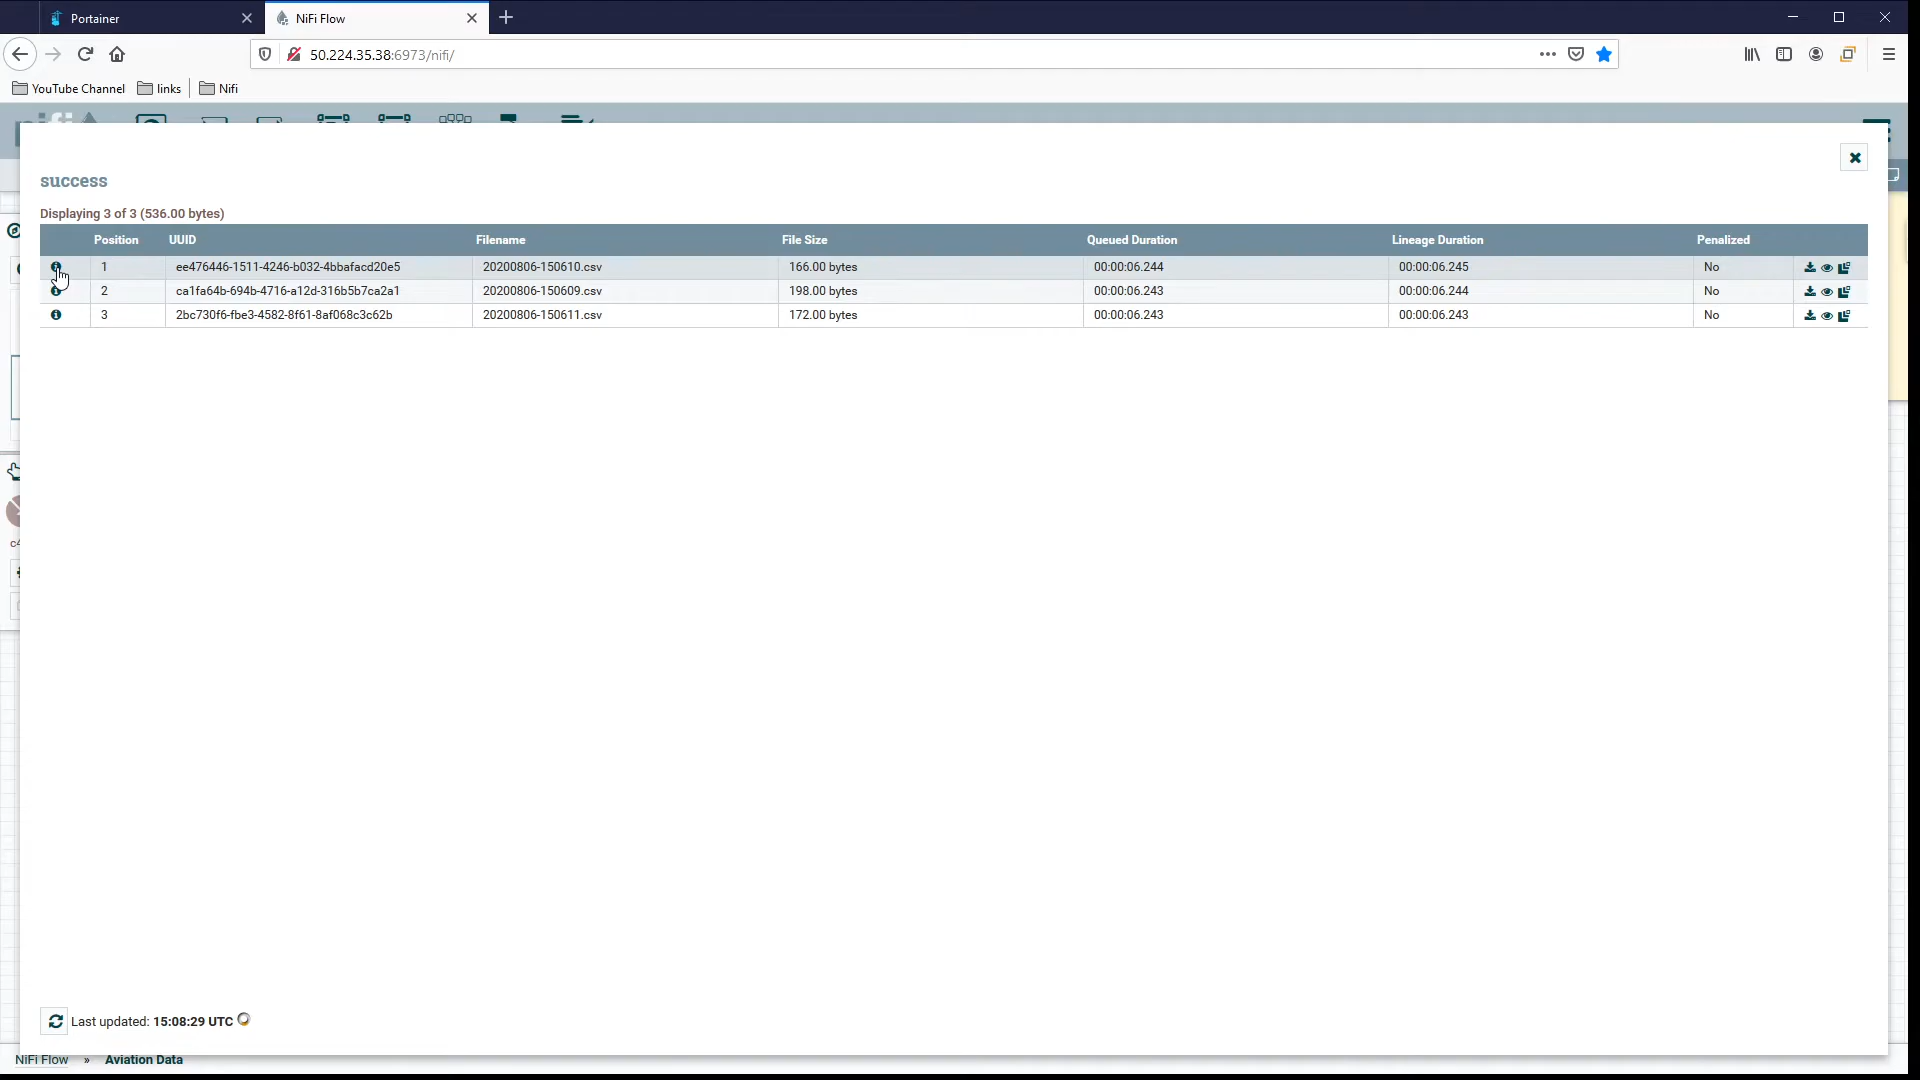 Portainer
NiFi Flow
50.224.35.38:6973/nifi/
YouTube Channel
links
Nifi
success
Displaying 3 of 3 (536.00 bytes)
Position UUID Filename File Size Queued Duration Lineage Duration Penalized
1 ee476446-1511-4246-b032-4bbafacd20e5 20200806-150610.csv 166.00 bytes 00:00:06.244 00:00:06.245 No
2 ca1fa64b-694b-4716-a12d-316b5b7ca2a1 20200806-150609.csv 198.00 bytes 00:00:06.243 00:00:06.244 No
3 2bc730f6-fbe3-4582-8f61-8af068c3c62b 20200806-150611.csv 172.00 bytes 00:00:06.243 00:00:06.243 No
Last updated: 15:08:29 UTC
NiFi Flow » Aviation Data